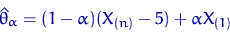 θ̂_α = (1 − α)(X_(n) − 5) + αX_(1)